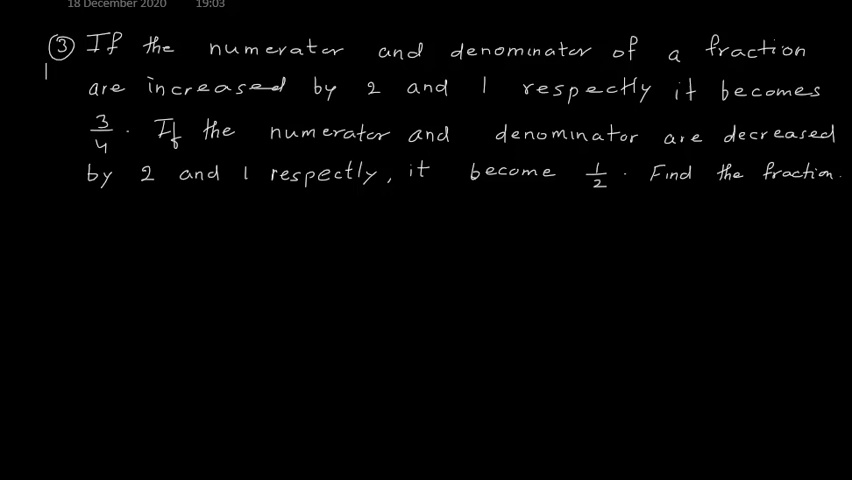 18 December 2020 19:03
③ If the numerator and denominator of a fraction
are increased by 2 and 1 respectly it becomes
3/4. If the numerator and denominator are decreased
by 2 and 1 respectly, it become 1/2. Find the fraction.